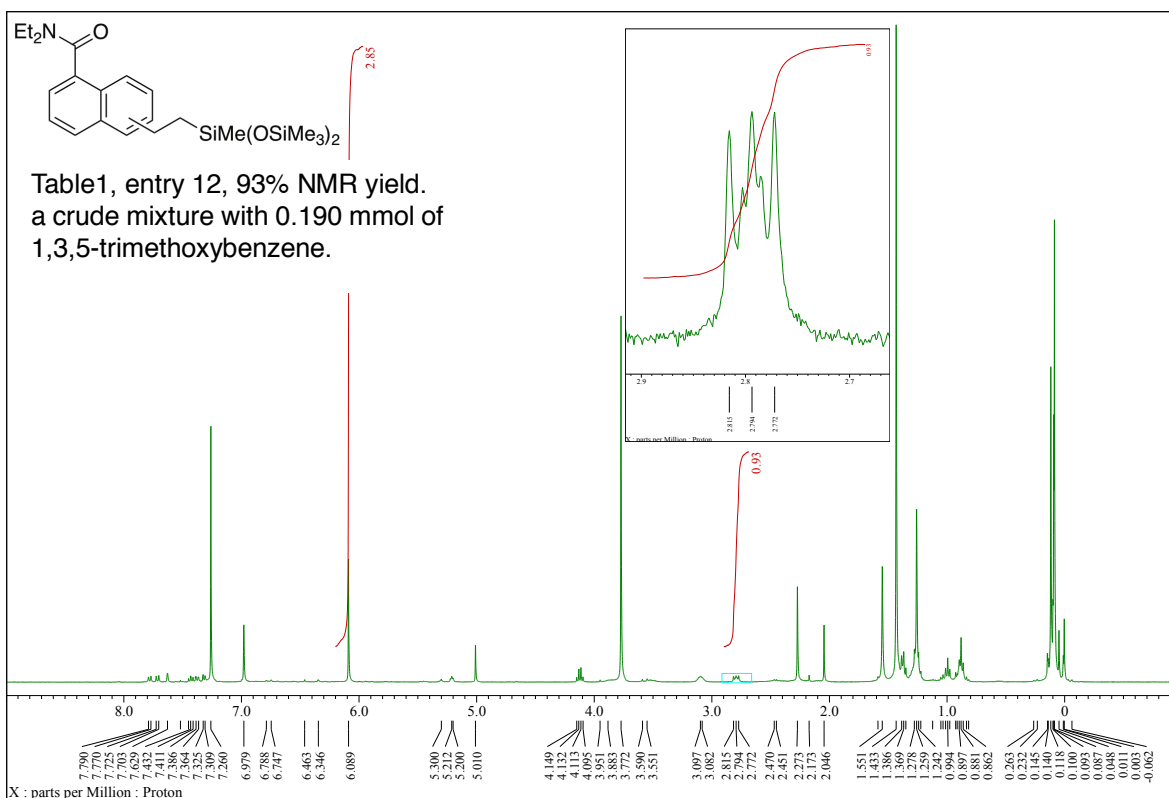 Et2N
O
SiMe(OSiMe3)2
Table1, entry 12, 93% NMR yield.
a crude mixture with 0.190 mmol of
1,3,5-trimethoxybenzene.
2.85
0.93
2.9 2.8 2.7
2.815 2.794 2.772
X : parts per Million : Proton
0.93
8.0 7.0 6.0 5.0 4.0 3.0 2.0 1.0 0
7.790 7.770 7.725 7.703 7.629 7.432 7.411 7.386 7.364 7.325 7.309 7.260 6.979 6.788 6.747 6.463 6.346 6.089 5.300 5.212 5.200 5.010 4.149 4.132 4.113 4.095 3.951 3.883 3.772 3.590 3.551 3.097 3.082 2.815 2.794 2.772 2.470 2.451 2.273 2.173 2.046 1.551 1.433 1.386 1.369 1.278 1.259 1.242 0.994 0.897 0.881 0.862 0.263 0.232 0.145 0.140 0.118 0.100 0.093 0.087 0.048 0.011 0.003 -0.062
X : parts per Million : Proton